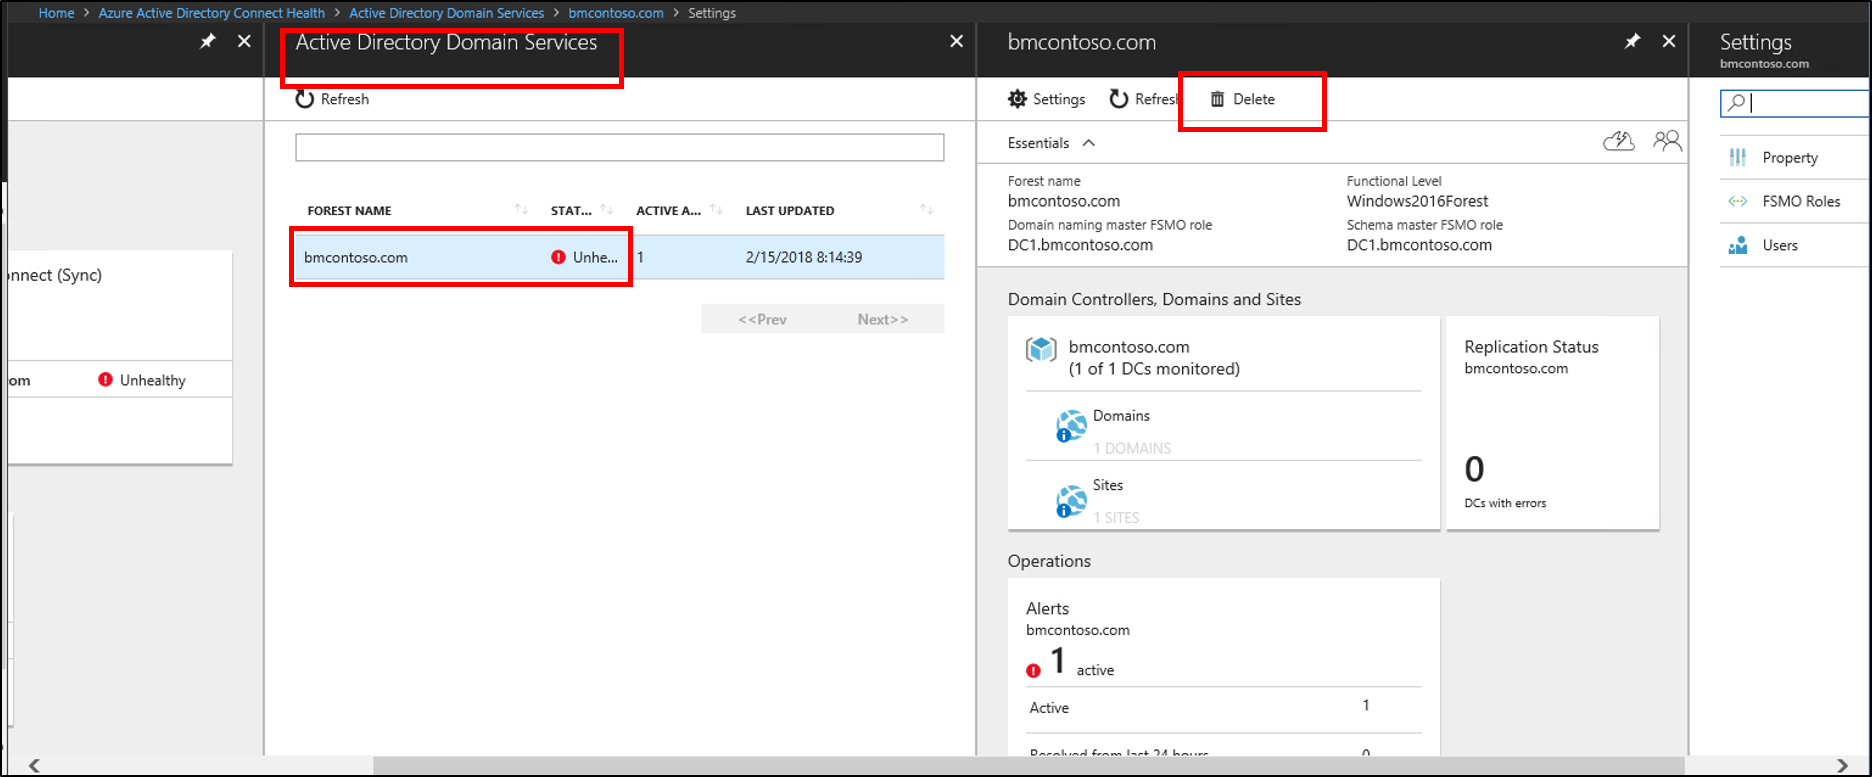 Home > Azure Active Directory Connect Health > Active Directory Domain Services > bmcontoso.com > Settings
Active Directory Domain Services
Refresh
FOREST NAME STAT... ACTIVE A... LAST UPDATED
bmcontoso.com Unhe... 1 2/15/2018 8:14:39
<<Prev Next>>
onnect (Sync)
om Unhealthy
bmcontoso.com
Settings Refresh Delete
Essentials
Forest name
bmcontoso.com
Domain naming master FSMO role
DC1.bmcontoso.com
Functional Level
Windows2016Forest
Schema master FSMO role
DC1.bmcontoso.com
Domain Controllers, Domains and Sites
bmcontoso.com
(1 of 1 DCs monitored)
Domains
1 DOMAINS
Sites
1 SITES
Replication Status
bmcontoso.com
0
DCs with errors
Operations
Alerts
bmcontoso.com
1 active
Active 1
Resolved from last 24 hours 0
Settings
bmcontoso.com
Property
FSMO Roles
Users